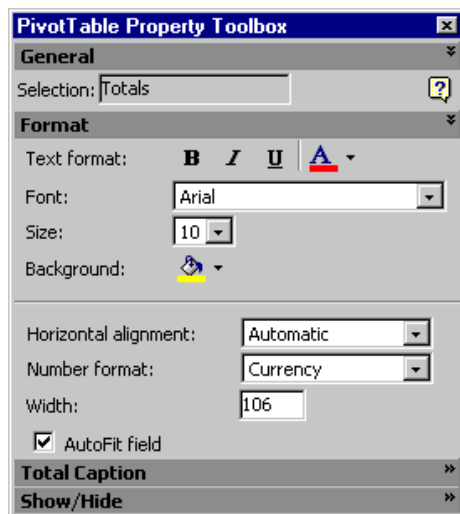 PivotTable Property Toolbox
General
Selection: Totals
Format
Text format: B I U A
Font: Arial
Size: 10
Background:
Horizontal alignment: Automatic
Number format: Currency
Width: 106
AutoFit field
Total Caption
Show/Hide